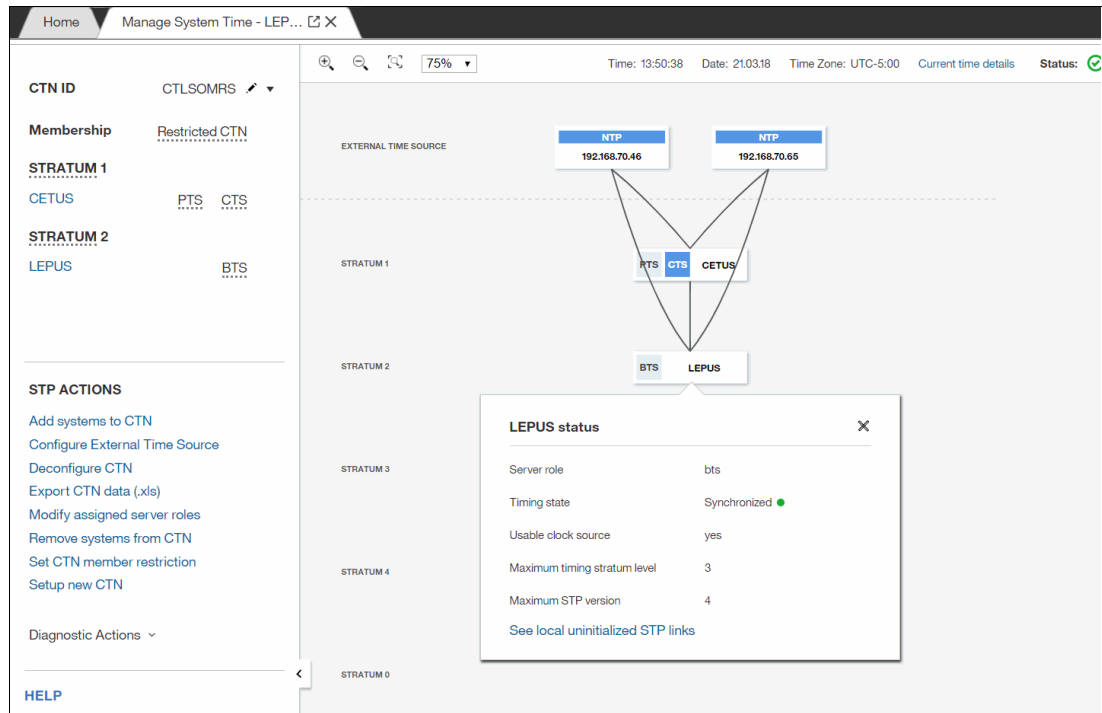 Home
Manage System Time - LEP...
CTN ID CTLSOMRS
Membership Restricted CTN
STRATUM 1
CETUS PTS CTS
STRATUM 2
LEPUS BTS
STP ACTIONS
Add systems to CTN
Configure External Time Source
Deconfigure CTN
Export CTN data (.xls)
Modify assigned server roles
Remove systems from CTN
Set CTN member restriction
Setup new CTN
Diagnostic Actions
HELP
75%
Time: 13:50:38 Date: 21.03.18 Time Zone: UTC-5:00 Current time details Status:
EXTERNAL TIME SOURCE
NTP
192.168.70.46
NTP
192.168.70.65
STRATUM 1
PTS CTS CETUS
STRATUM 2
BTS LEPUS
LEPUS status
Server role bts
Timing state Synchronized
Usable clock source yes
Maximum timing stratum level 3
Maximum STP version 4
See local uninitialized STP links
STRATUM 3
STRATUM 4
STRATUM 0